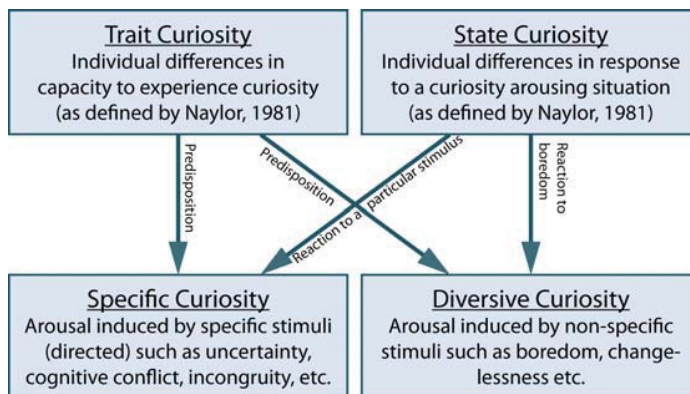 Trait Curiosity
Individual differences in
capacity to experience curiosity
(as defined by Naylor, 1981)
State Curiosity
Individual differences in response
to a curiosity arousing situation
(as defined by Naylor, 1981)
Predisposition
Predisposition
Reaction to a particular stimulus
Reaction to
boredom
Specific Curiosity
Arousal induced by specific stimuli
(directed) such as uncertainty,
cognitive conflict, incongruity, etc.
Diversive Curiosity
Arousal induced by non-specific
stimuli such as boredom, change-
lessness etc.